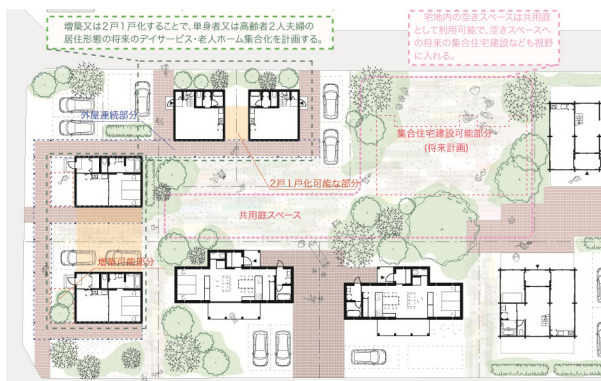 増築又は2戸1戸化することで、単身者又は高齢者2人夫婦の
居住形態の将来のデイサービス・老人ホーム集合化を計画する。
宅地内の空きスペースは共用庭
として利用可能で、空きスペースへ
の将来の集合住宅建設なども視野
に入れる。
外屋連続部分
集合住宅建設可能部分
(将来計画)
2戸1戸化可能な部分
共用庭スペース
増築可能部分